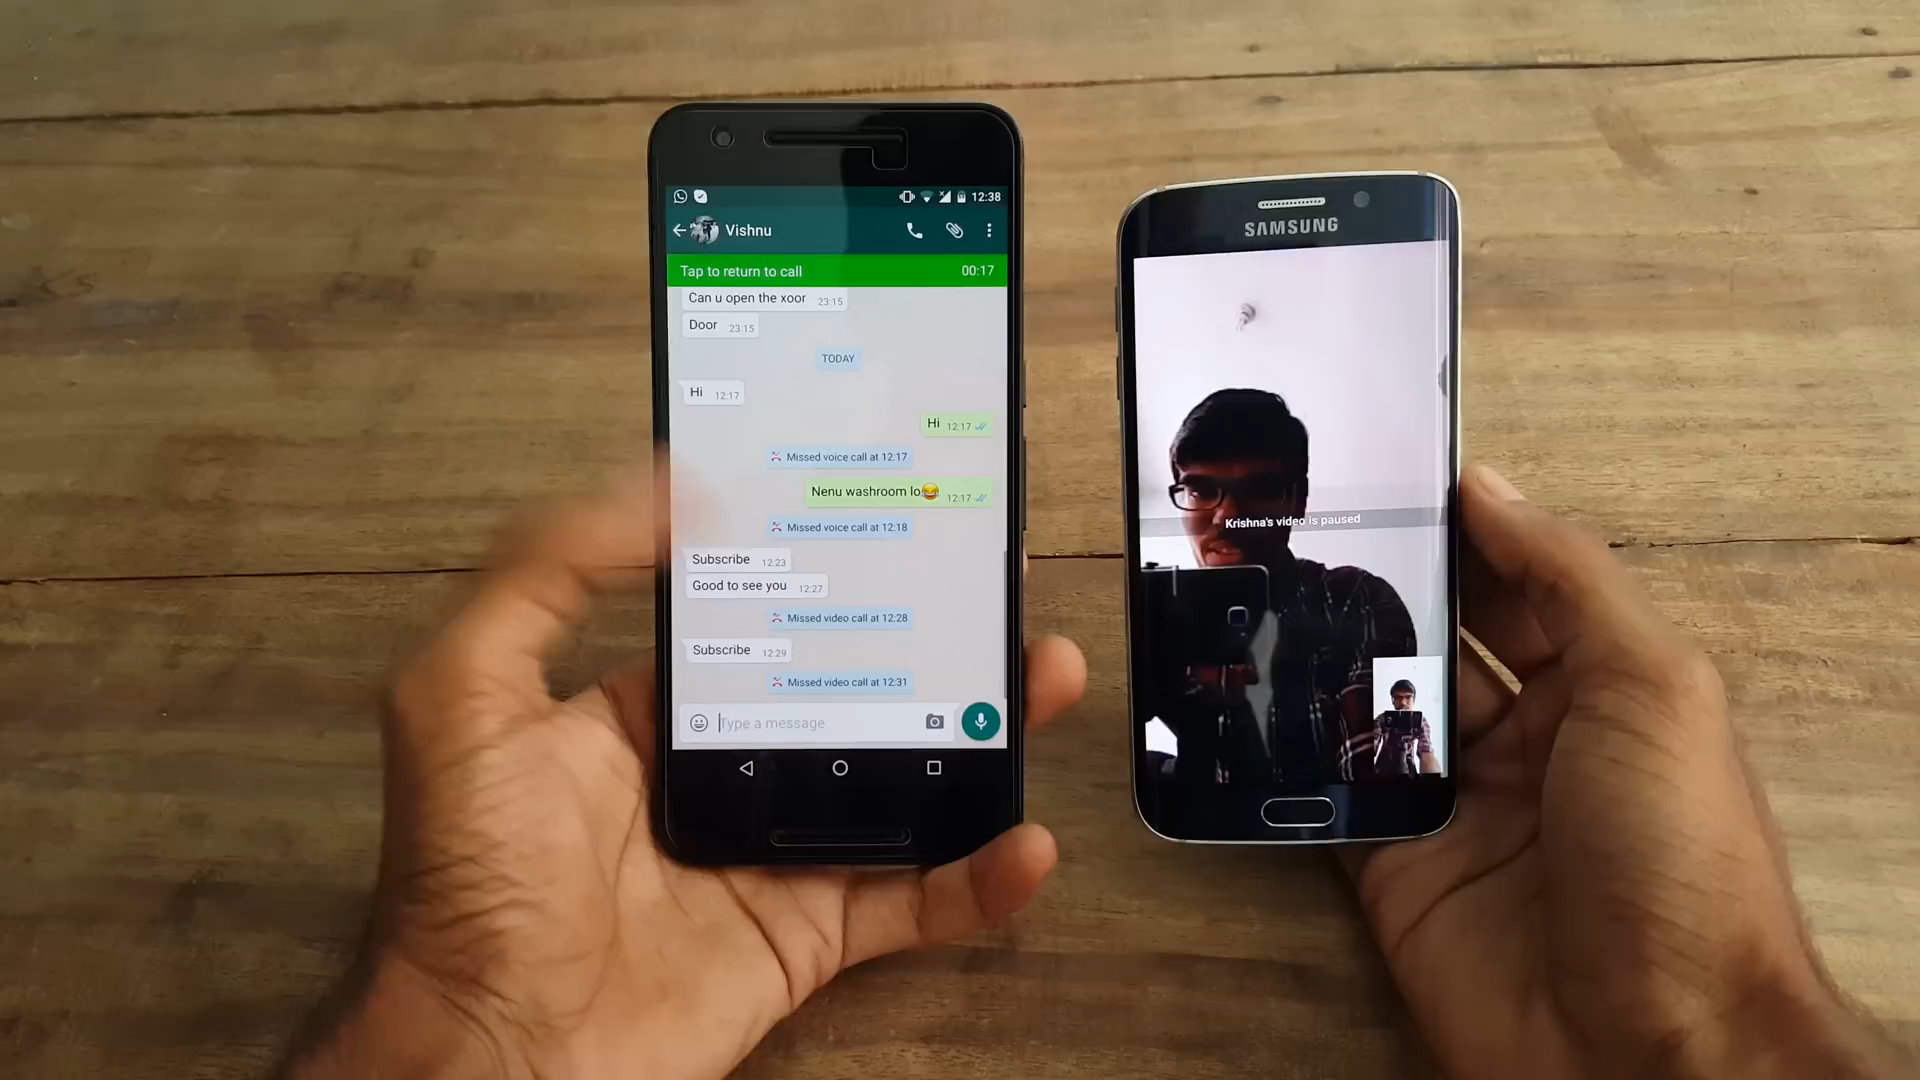 12:38
Vishnu
Tap to return to call 00:17
Can u open the xoor 23:15
Door 23:15
TODAY
Hi 12:17
Hi 12:17
Missed voice call at 12:17
Nenu washroom lo😂 12:17
Missed voice call at 12:18
Subscribe 12:23
Good to see you 12:27
Missed video call at 12:28
Subscribe 12:29
Missed video call at 12:31
Type a message
SAMSUNG
Krishna's video is paused